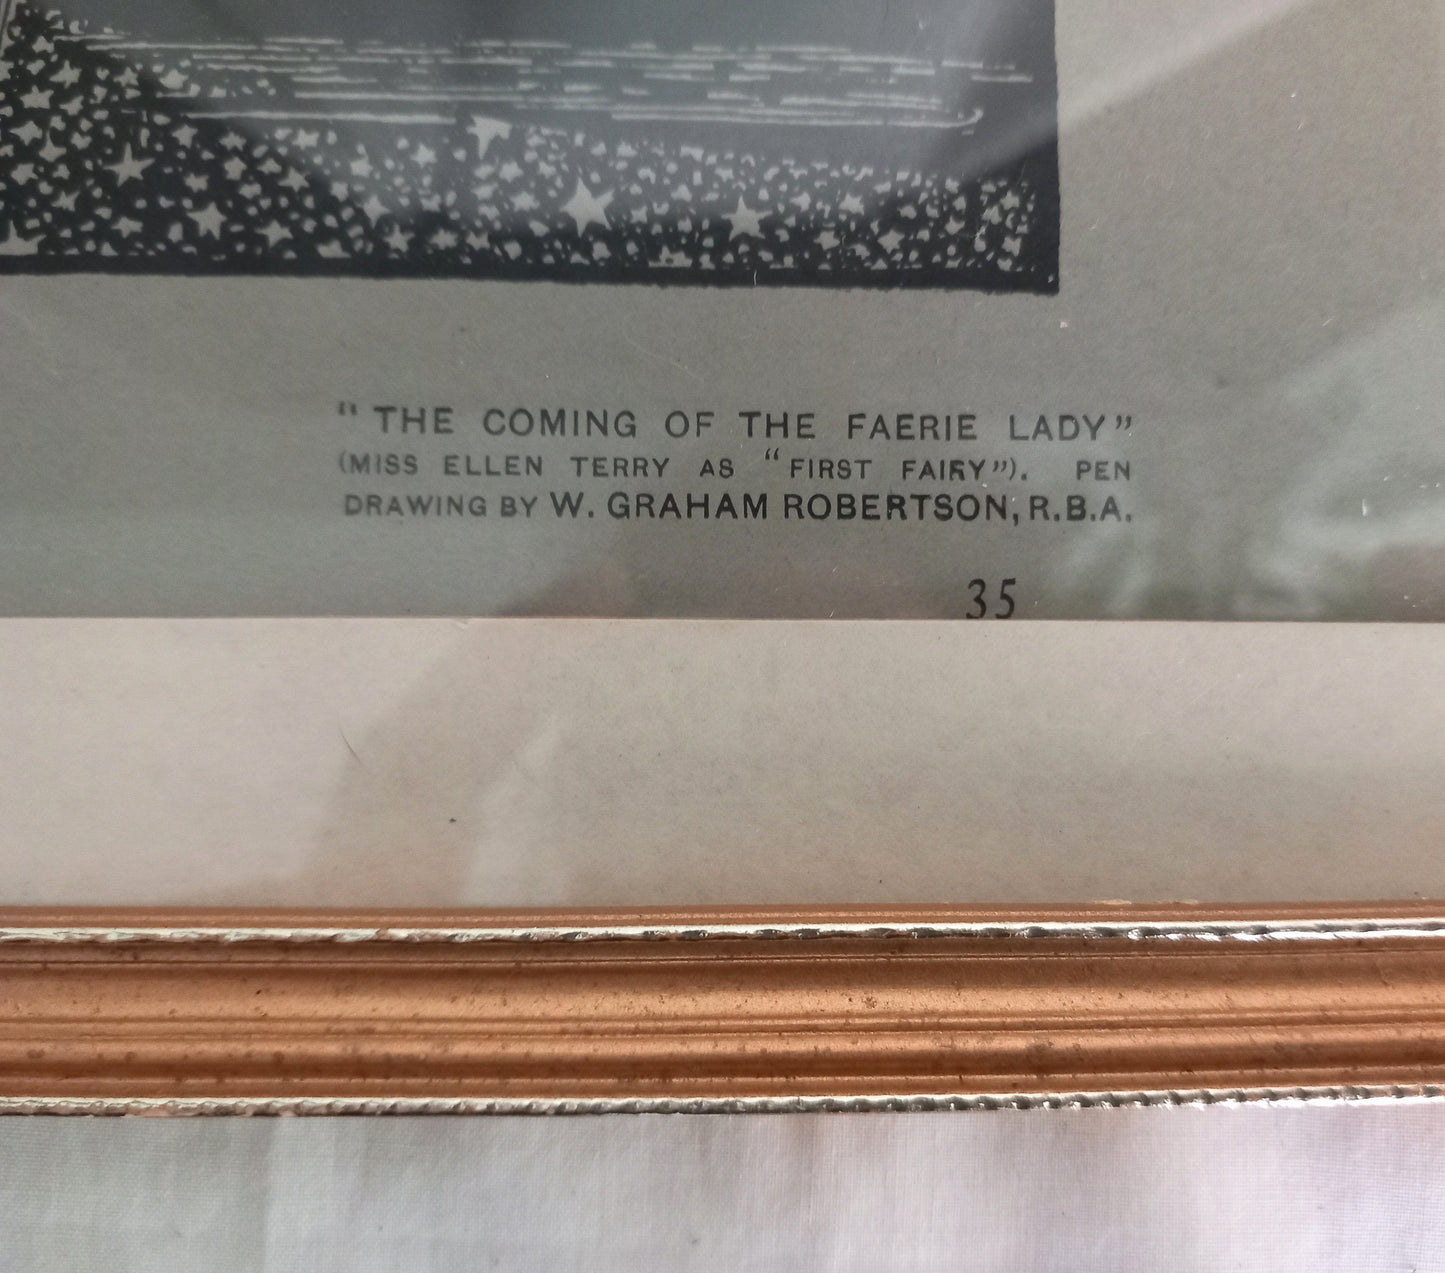 "THE COMING OF THE FAERIE LADY"
(MISS ELLEN TERRY AS "FIRST FAIRY"). PEN
DRAWING BY W. GRAHAM ROBERTSON, R.B.A.
35